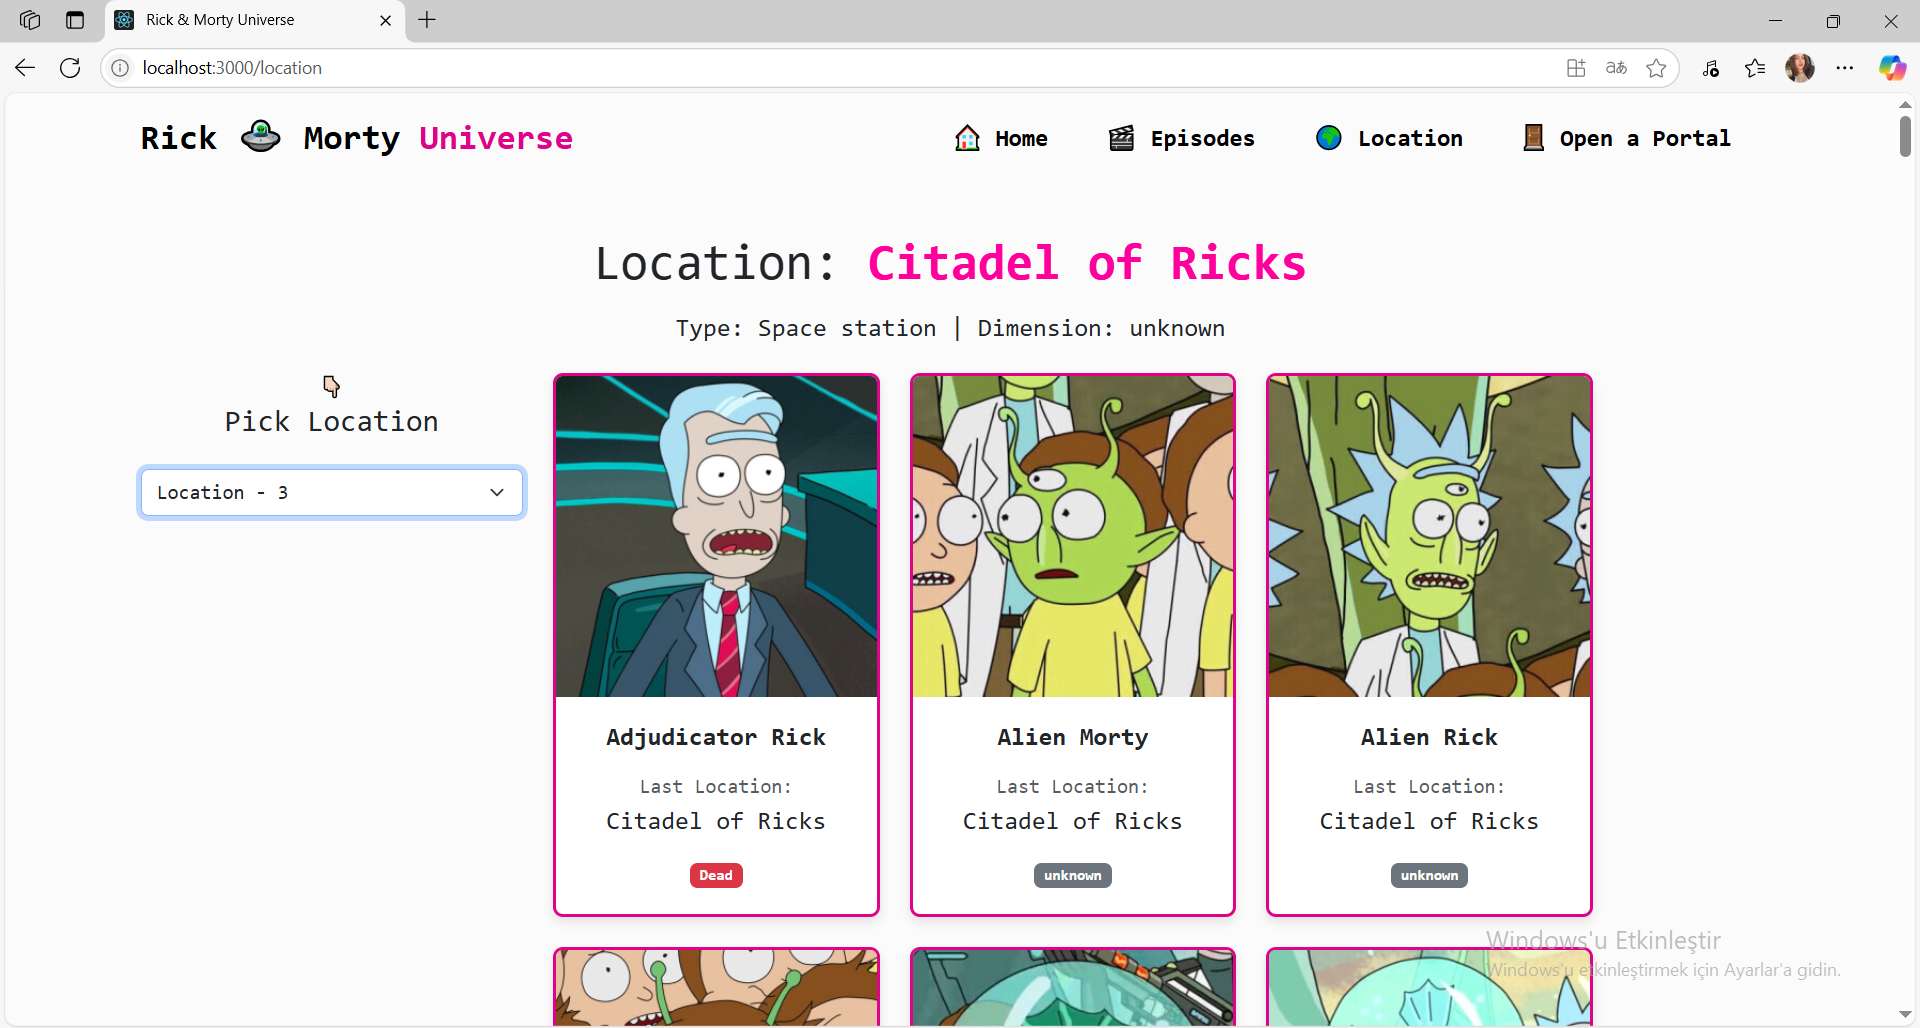 Rick & Morty Universe
localhost:3000/location
aあ
Rick Morty Universe
Home
Episodes
Location
Open a Portal
Location: Citadel of Ricks
Type: Space station | Dimension: unknown
Pick Location
Location - 3
Adjudicator Rick
Last Location:
Citadel of Ricks
Dead
Alien Morty
Last Location:
Citadel of Ricks
unknown
Alien Rick
Last Location:
Citadel of Ricks
unknown
Windows'u Etkinleştir
Windows'u etkinleştirmek için Ayarlar'a gidin.